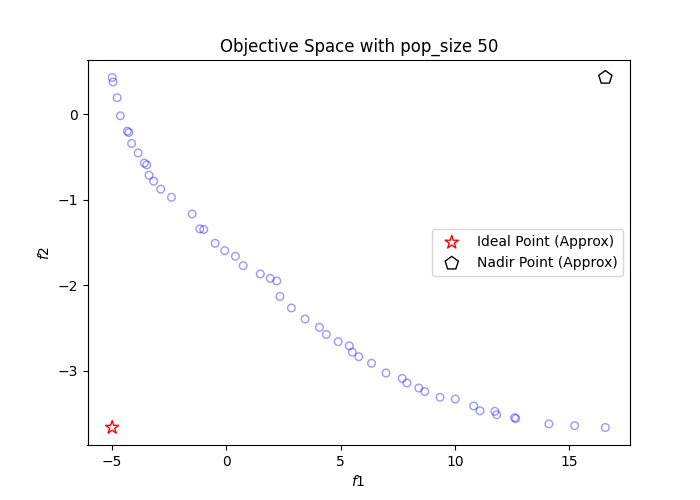 Objective Space with pop_size 50
f2
0
−1
−2
−3
Ideal Point (Approx)
Nadir Point (Approx)
−5
0
5
10
15
f1